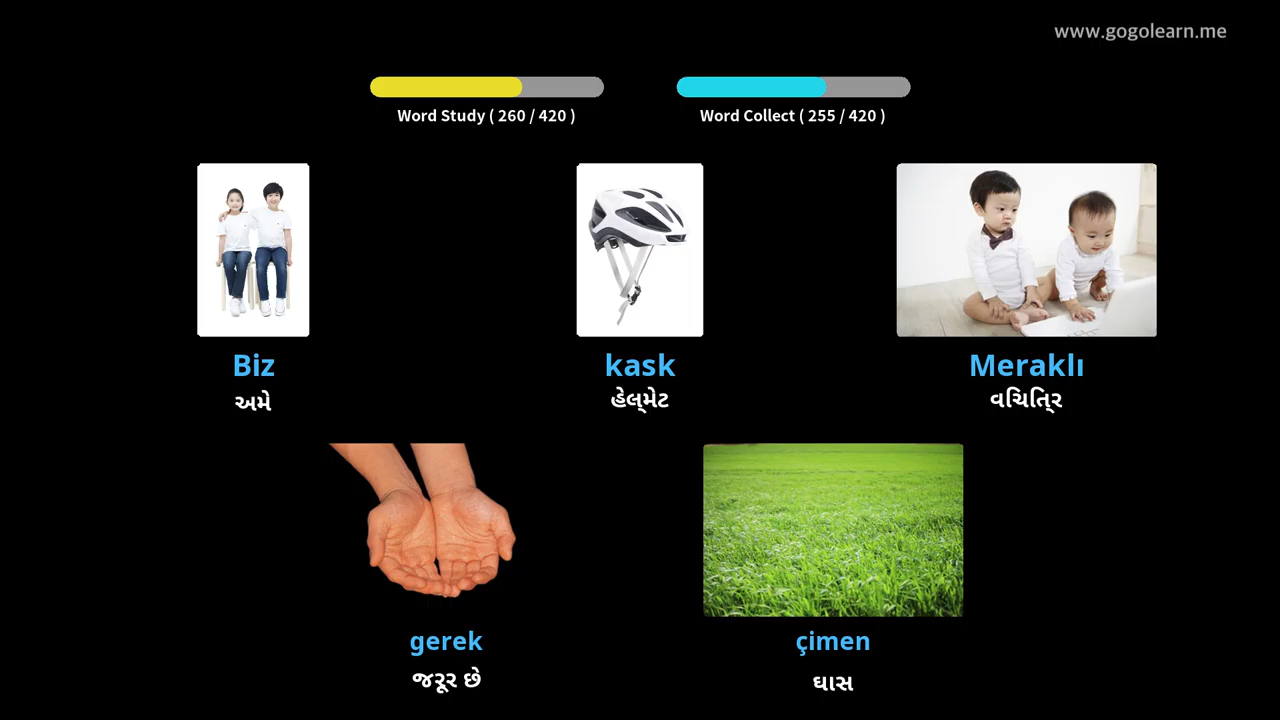 www.gogolearn.me
Word Study ( 260 / 420 )
Word Collect ( 255 / 420 )
Biz
અમે
kask
હેલ્મેટ
Meraklı
વિચિત્ર
gerek
જરૂર છે
çimen
ઘાસ